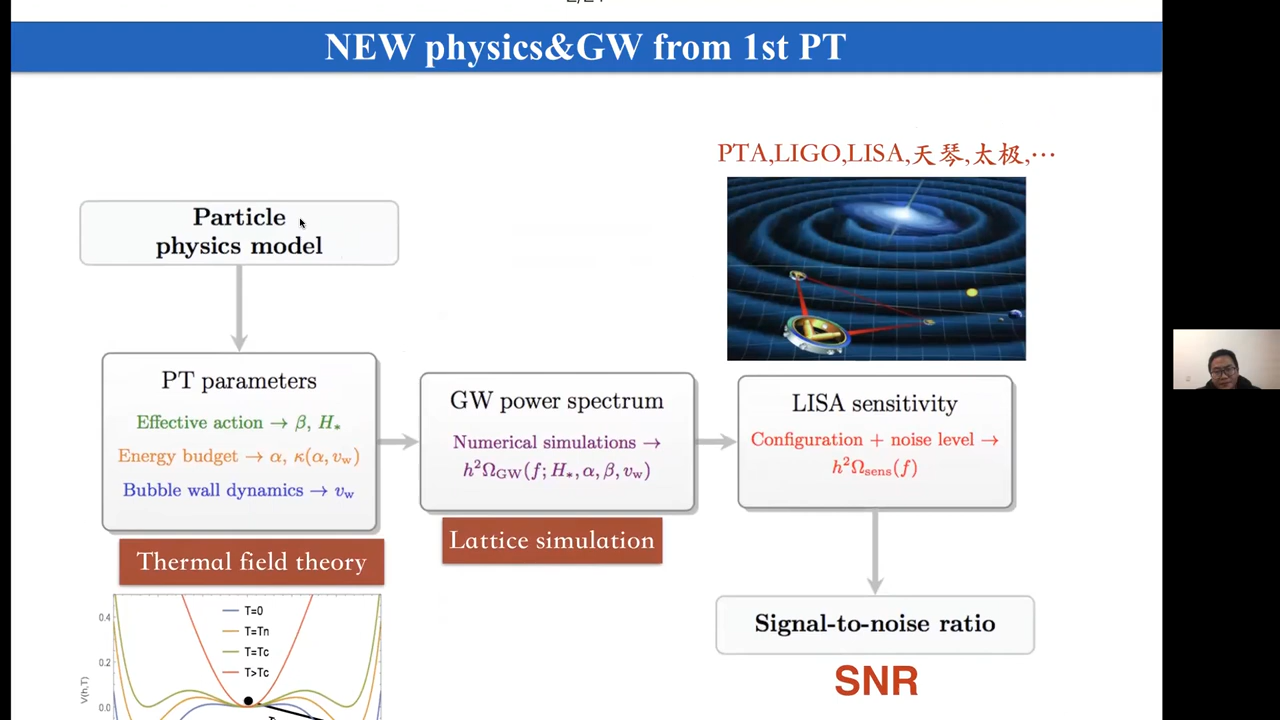 NEW physics&GW from 1st PT
PTA,LIGO,LISA,天琴,太极,…
Particle
physics model
PT parameters
Effective action → β, H*
Energy budget → α, κ(α, vw)
Bubble wall dynamics → vw
Thermal field theory
GW power spectrum
Numerical simulations →
h²ΩGW(f; H*, α, β, vw)
Lattice simulation
LISA sensitivity
Configuration + noise level →
h²Ωsens(f)
Signal-to-noise ratio
SNR
T=0
T=Tn
T=Tc
T>Tc
0.4
0.2
0.0
V(h,T)